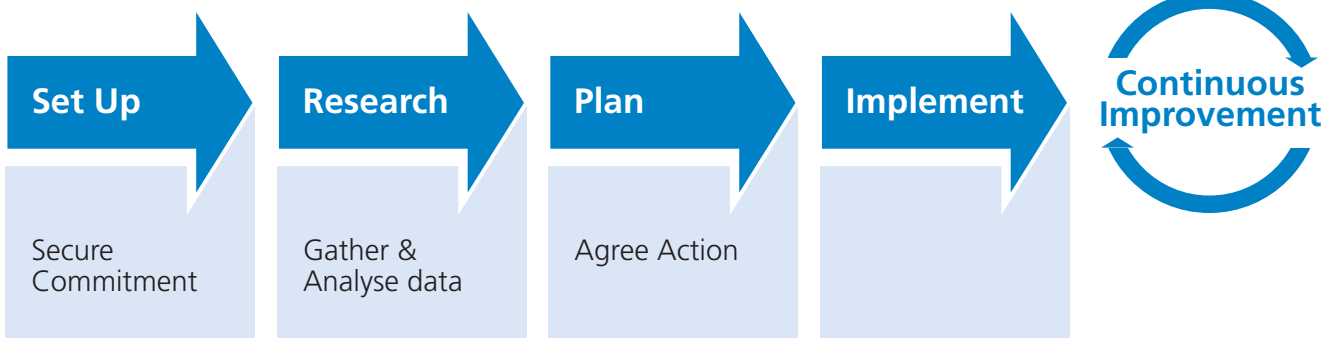 Set Up
Research
Plan
Implement
Continuous
Improvement
Secure
Commitment
Gather &
Analyse data
Agree Action